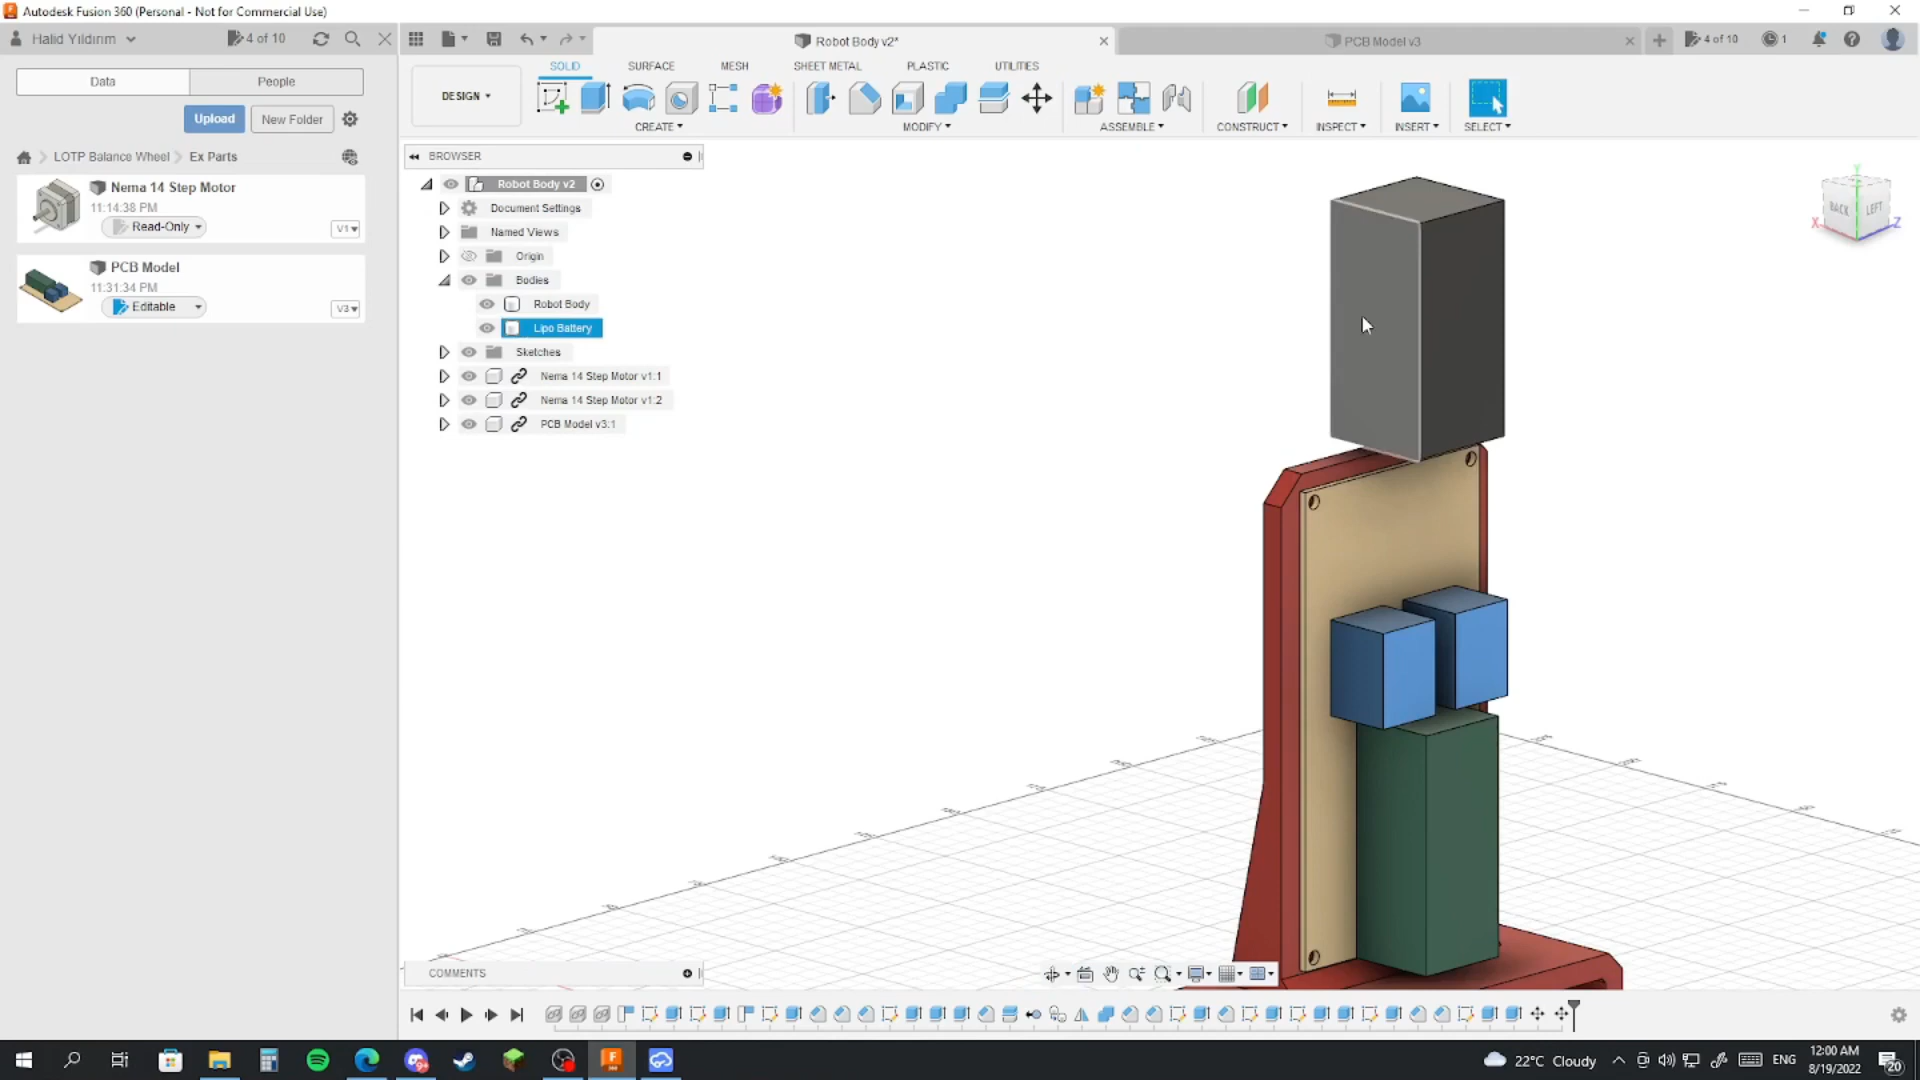 Autodesk Fusion 360 (Personal - Not for Commercial Use)
Halid Yıldırım
4 of 10
Robot Body v2*
PCB Model v3
4 of 10
1
Data
People
Upload
New Folder
LOTP Balance Wheel
Ex Parts
Nema 14 Step Motor
11:14:38 PM
Read-Only
V1
PCB Model
11:31:34 PM
Editable
V3
DESIGN
SOLID
SURFACE
MESH
SHEET METAL
PLASTIC
UTILITIES
CREATE
MODIFY
ASSEMBLE
CONSTRUCT
INSPECT
INSERT
SELECT
BROWSER
Robot Body v2
Document Settings
Named Views
Origin
Bodies
Robot Body
Lipo Battery
Sketches
Nema 14 Step Motor v1:1
Nema 14 Step Motor v1:2
PCB Model v3:1
Y
BACK
LEFT
X
Z
COMMENTS
22°C Cloudy
ENG
12:00 AM
8/19/2022
20